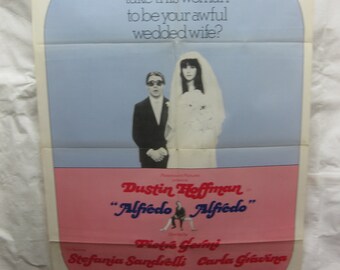 take this woman
to be your awful
wedded wife?
Dustin Hoffman
"Alfredo Alfredo"
Pietro Germi
Stefania Sandrelli Carla Gravina